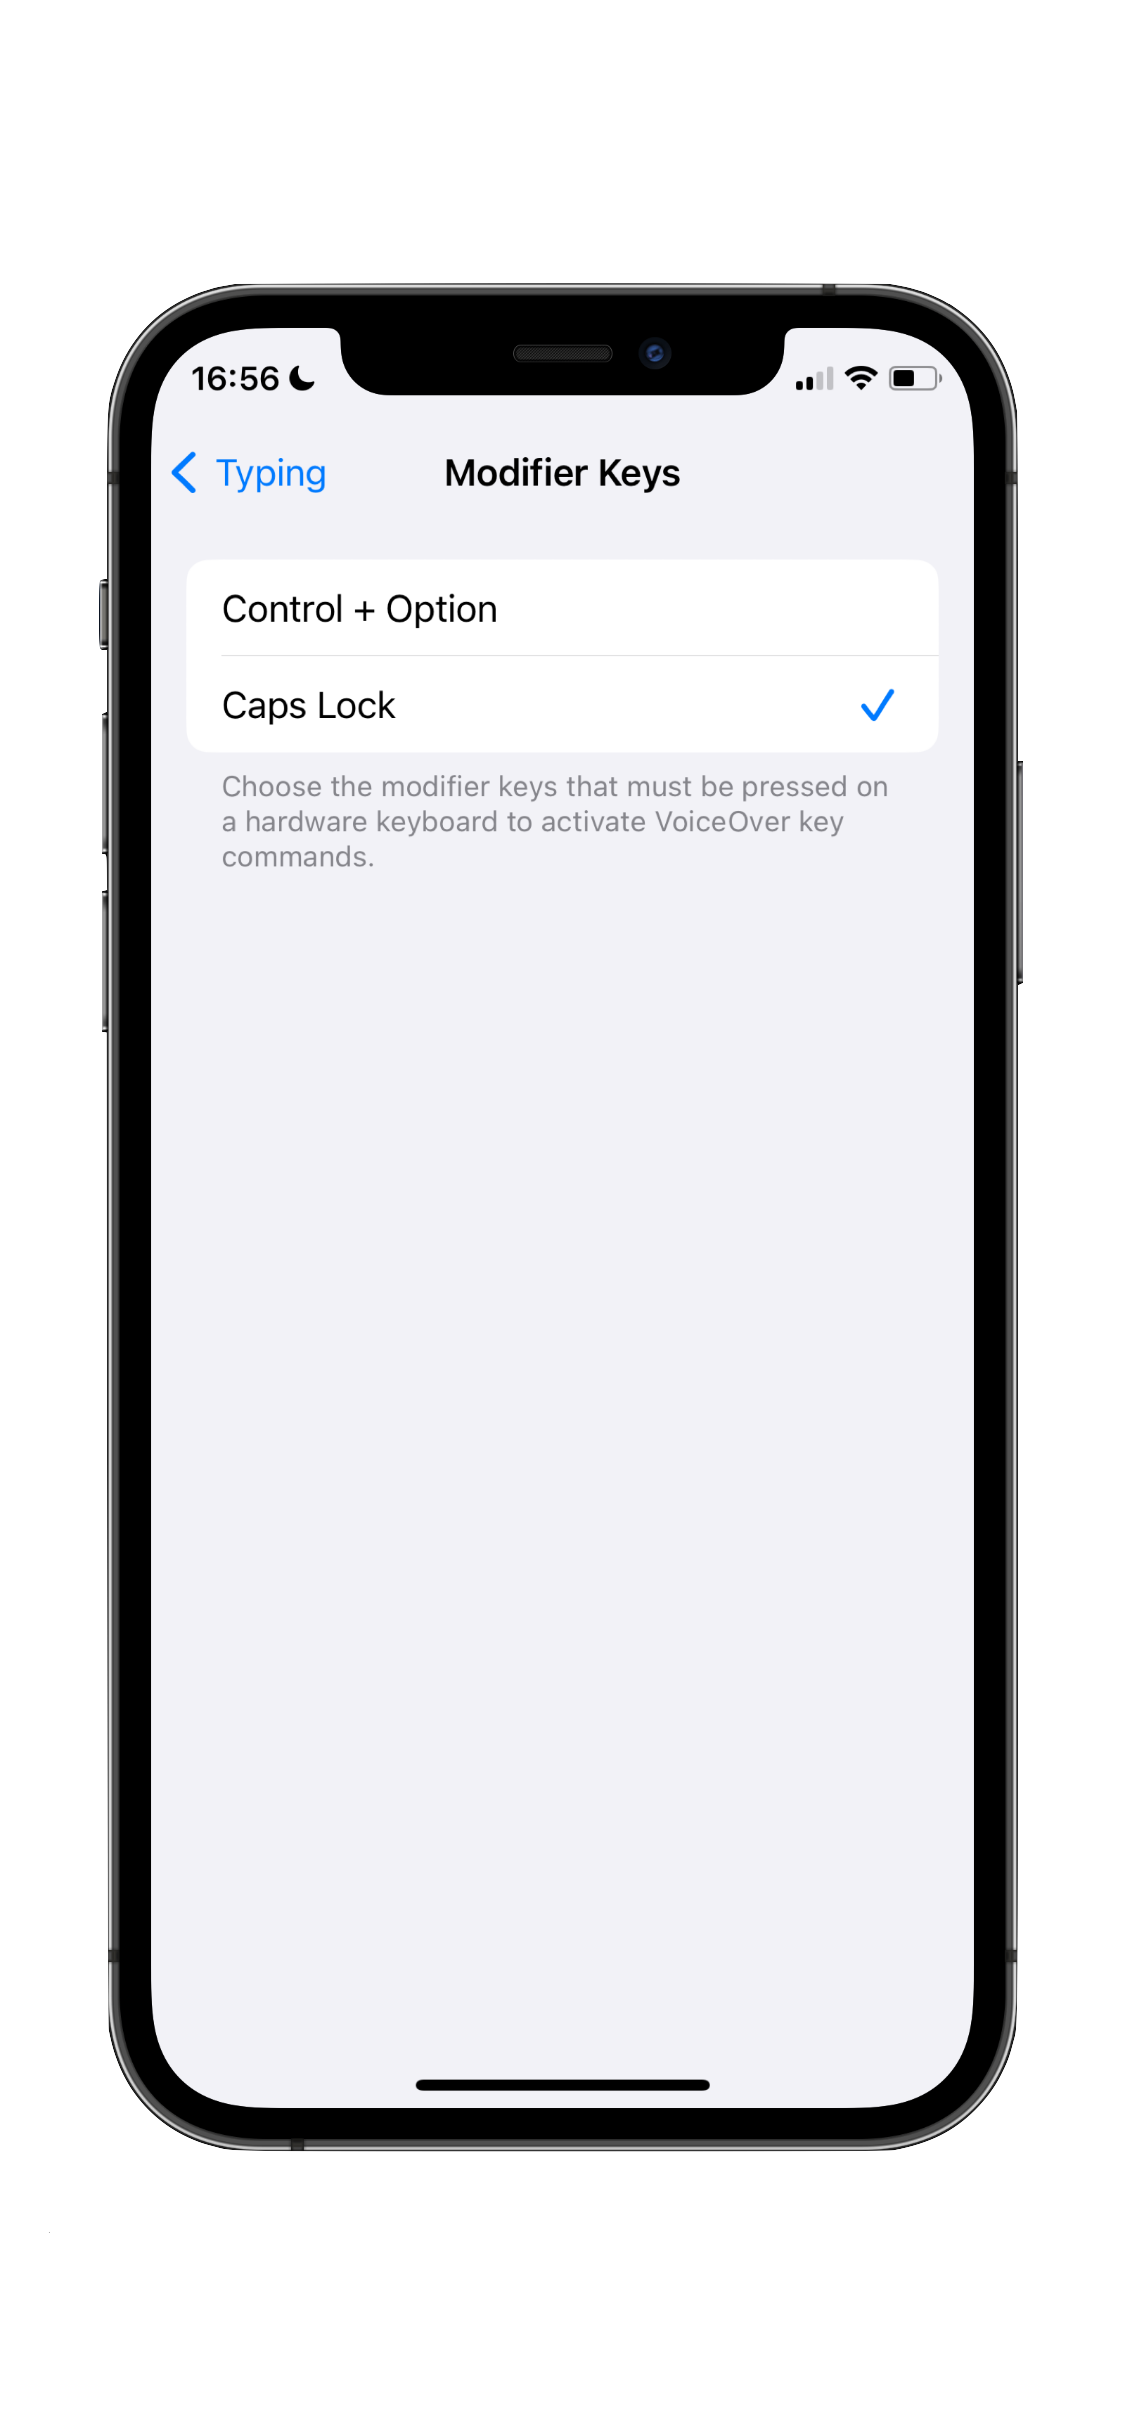 16:56
Typing
Modifier Keys
Control + Option
Caps Lock
Choose the modifier keys that must be pressed on
a hardware keyboard to activate VoiceOver key
commands.